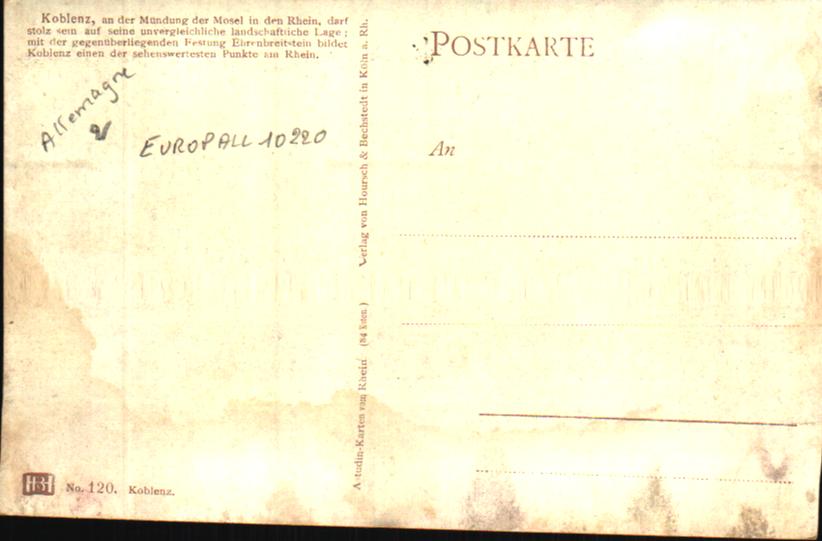 Koblenz, an der Mündung der Mosel in den Rhein, darf
stolz sein auf seine unvergleichliche landschaftliche Lage;
mit der gegenüberliegenden Festung Ehrenbreitstein bildet
Koblenz einen der sehenswertesten Punkte am Rhein.
Allemagne
EUROPALL 10220
Verlag von Hoursch & Bechstedt in Köln a. Rh.
Karten vom Rhein (84
HB
No. 120. Koblenz.
POSTKARTE
An